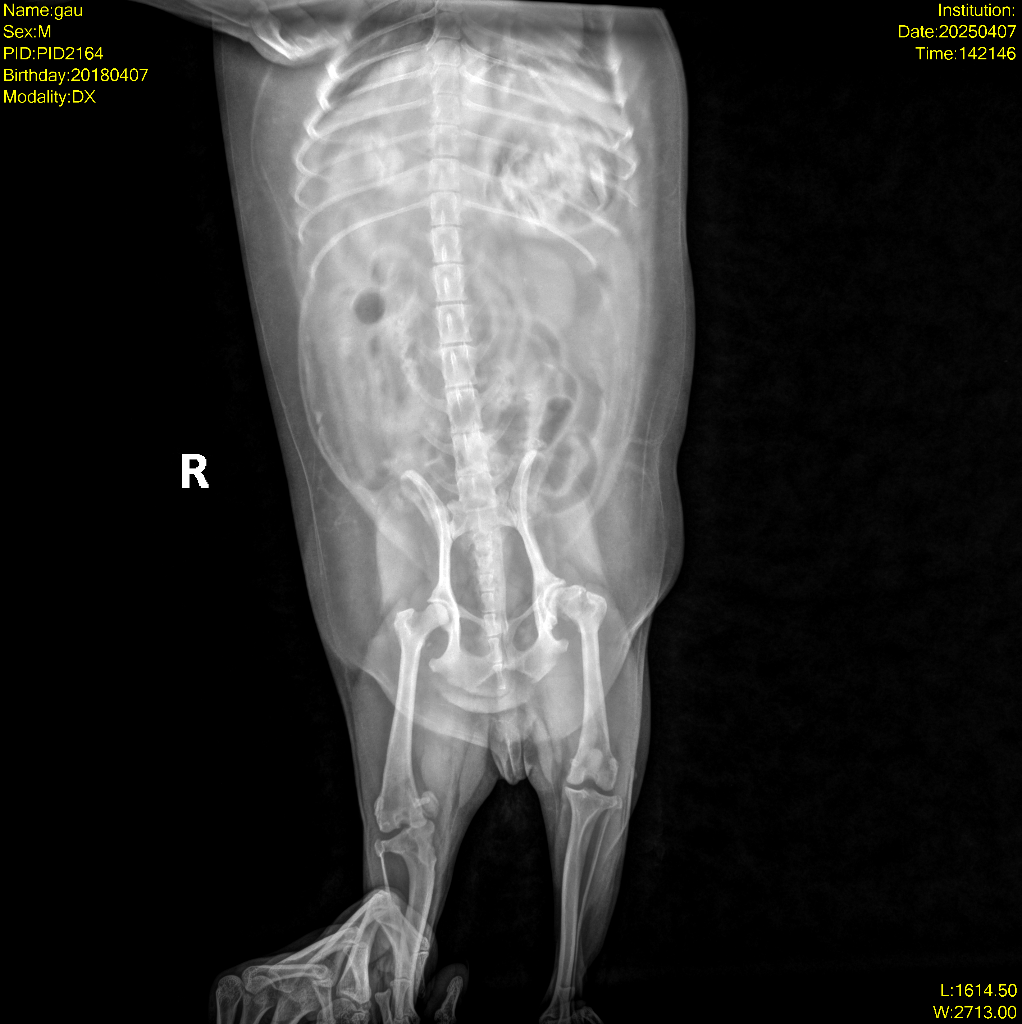 Name:gau
Sex:M
PID:PID2164
Birthday:20180407
Modality:DX
Institution:
Date:20250407
Time:142146
R
L:1614.50
W:2713.00